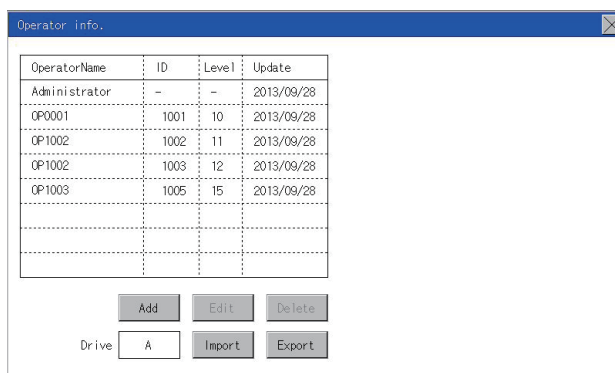 Operator info.
OperatorName ID Level Update
Administrator - - 2013/09/28
OP0001 1001 10 2013/09/28
OP1002 1002 11 2013/09/28
OP1002 1003 12 2013/09/28
OP1003 1005 15 2013/09/28
Add Edit Delete
Drive A Import Export